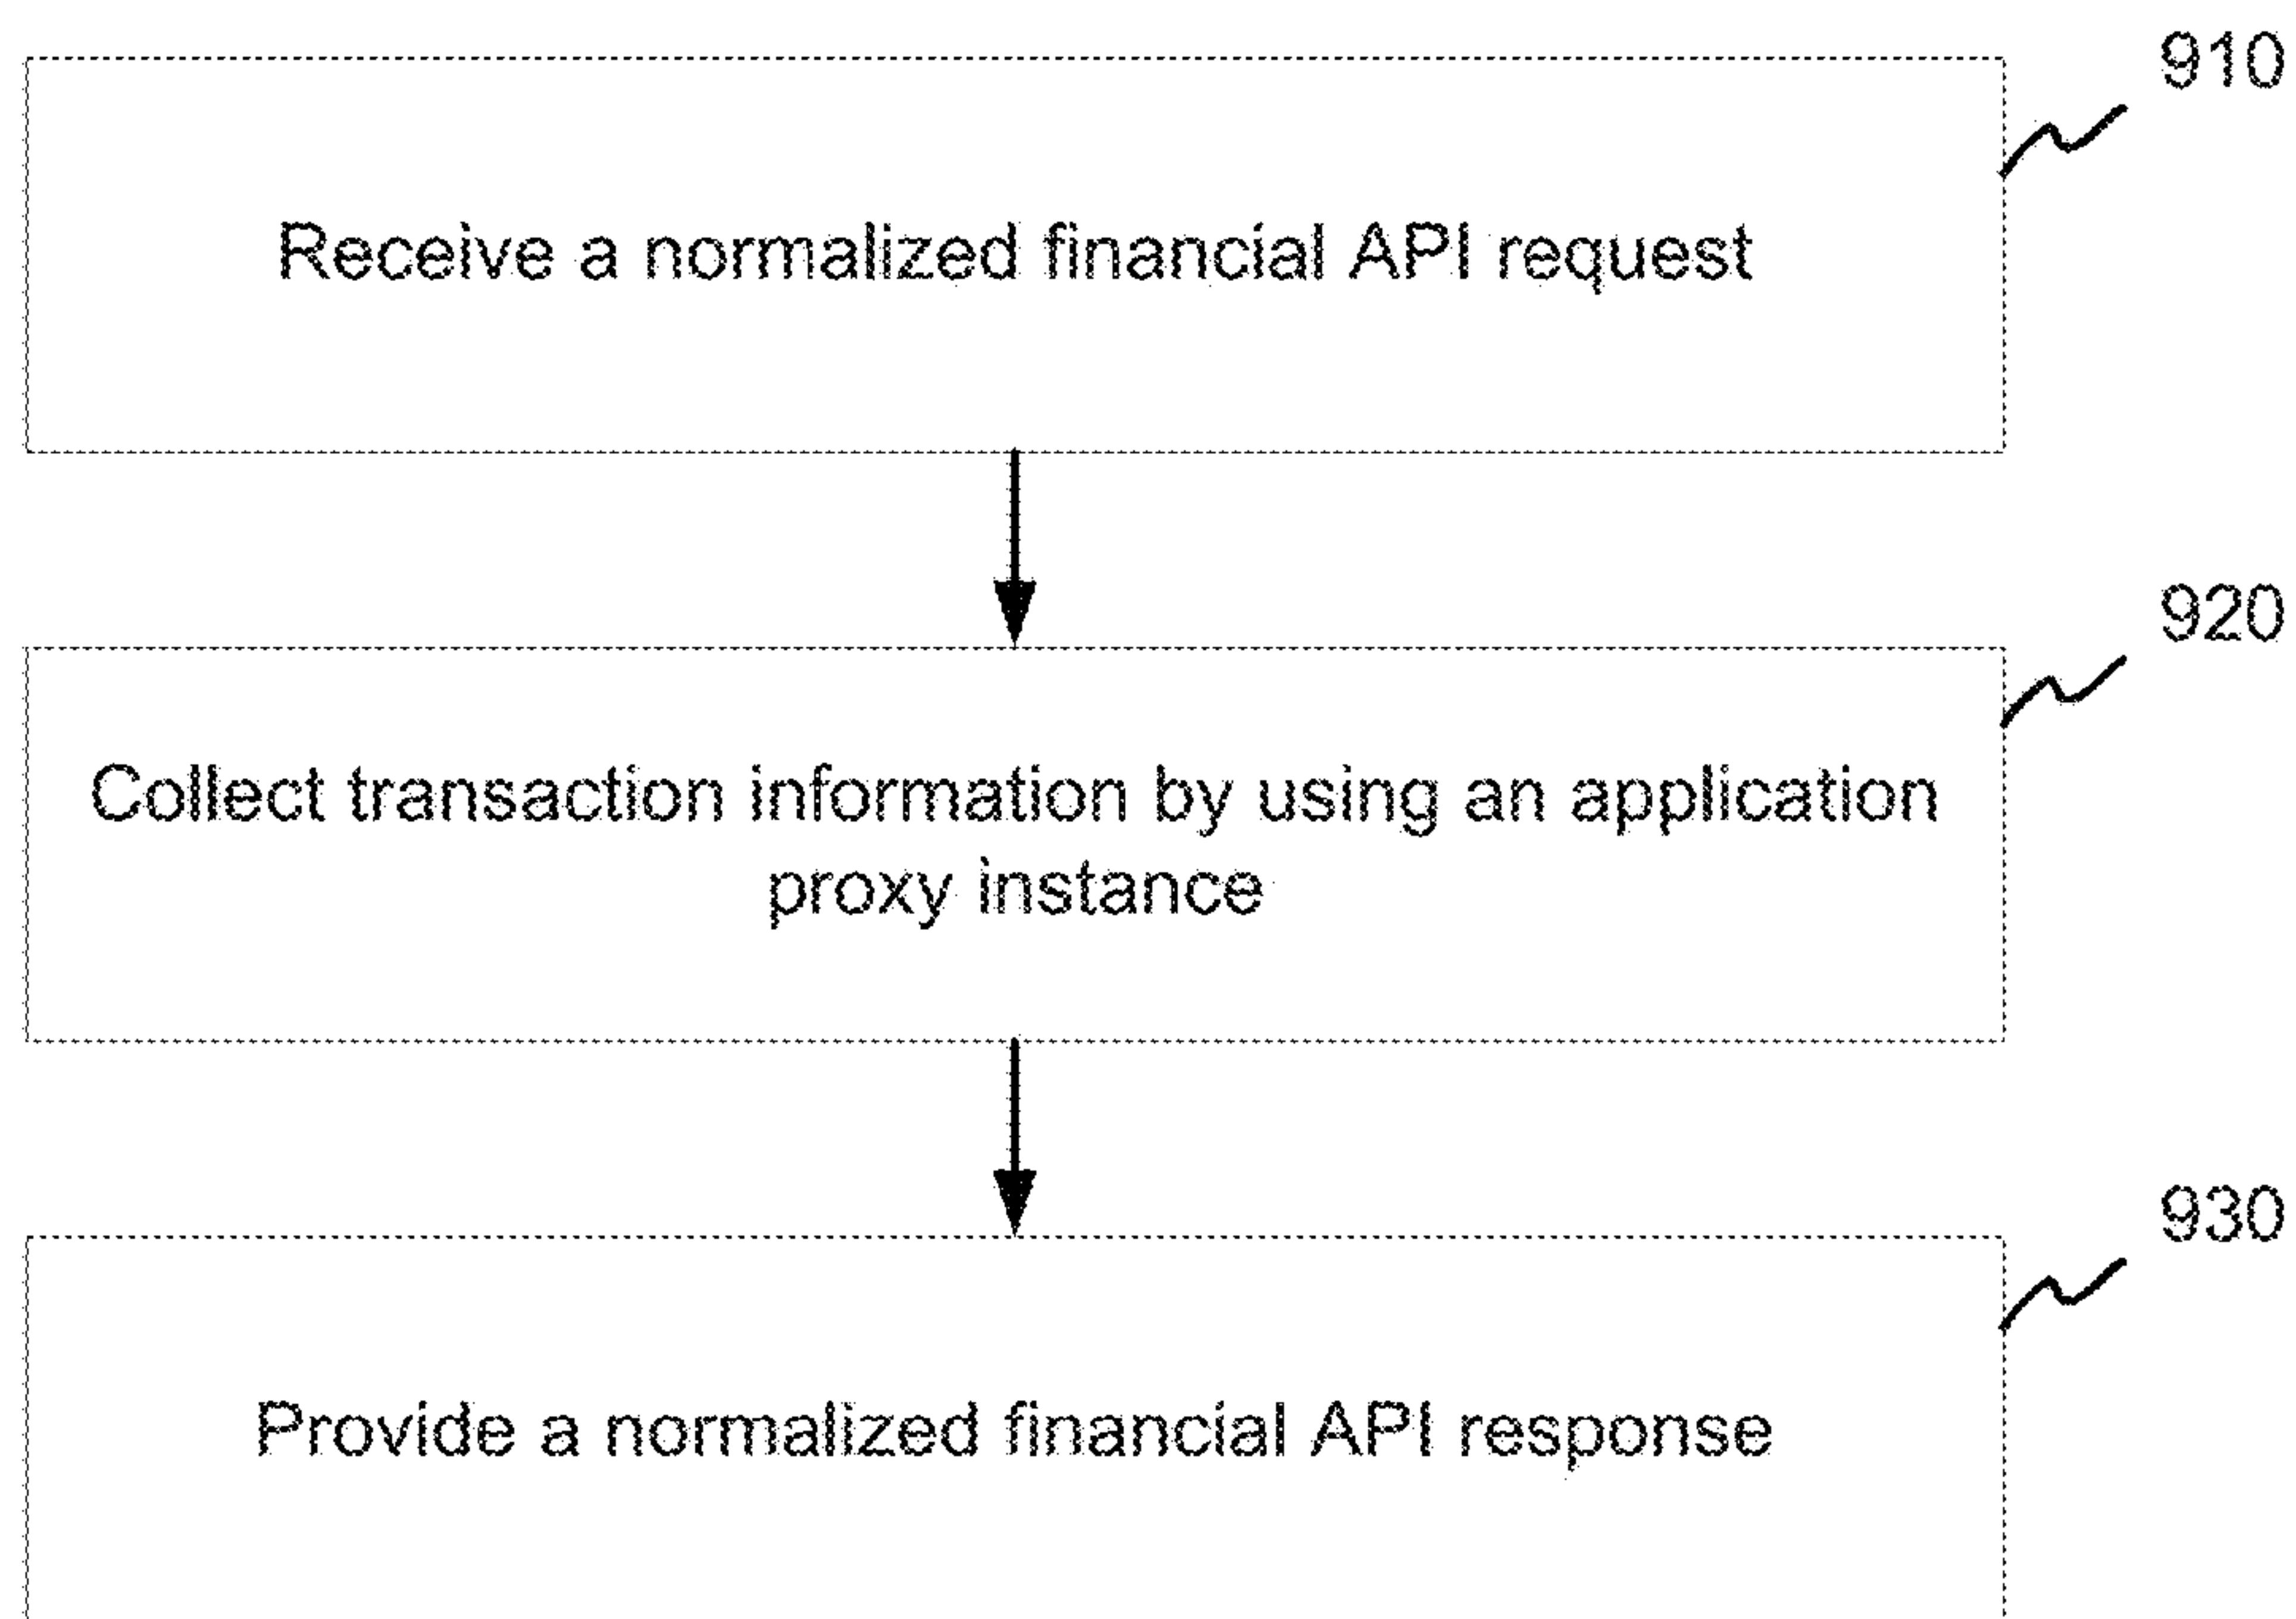 910
Receive a normalized financial API request
920
Collect transaction information by using an application
proxy instance
930
Provide a normalized financial API response